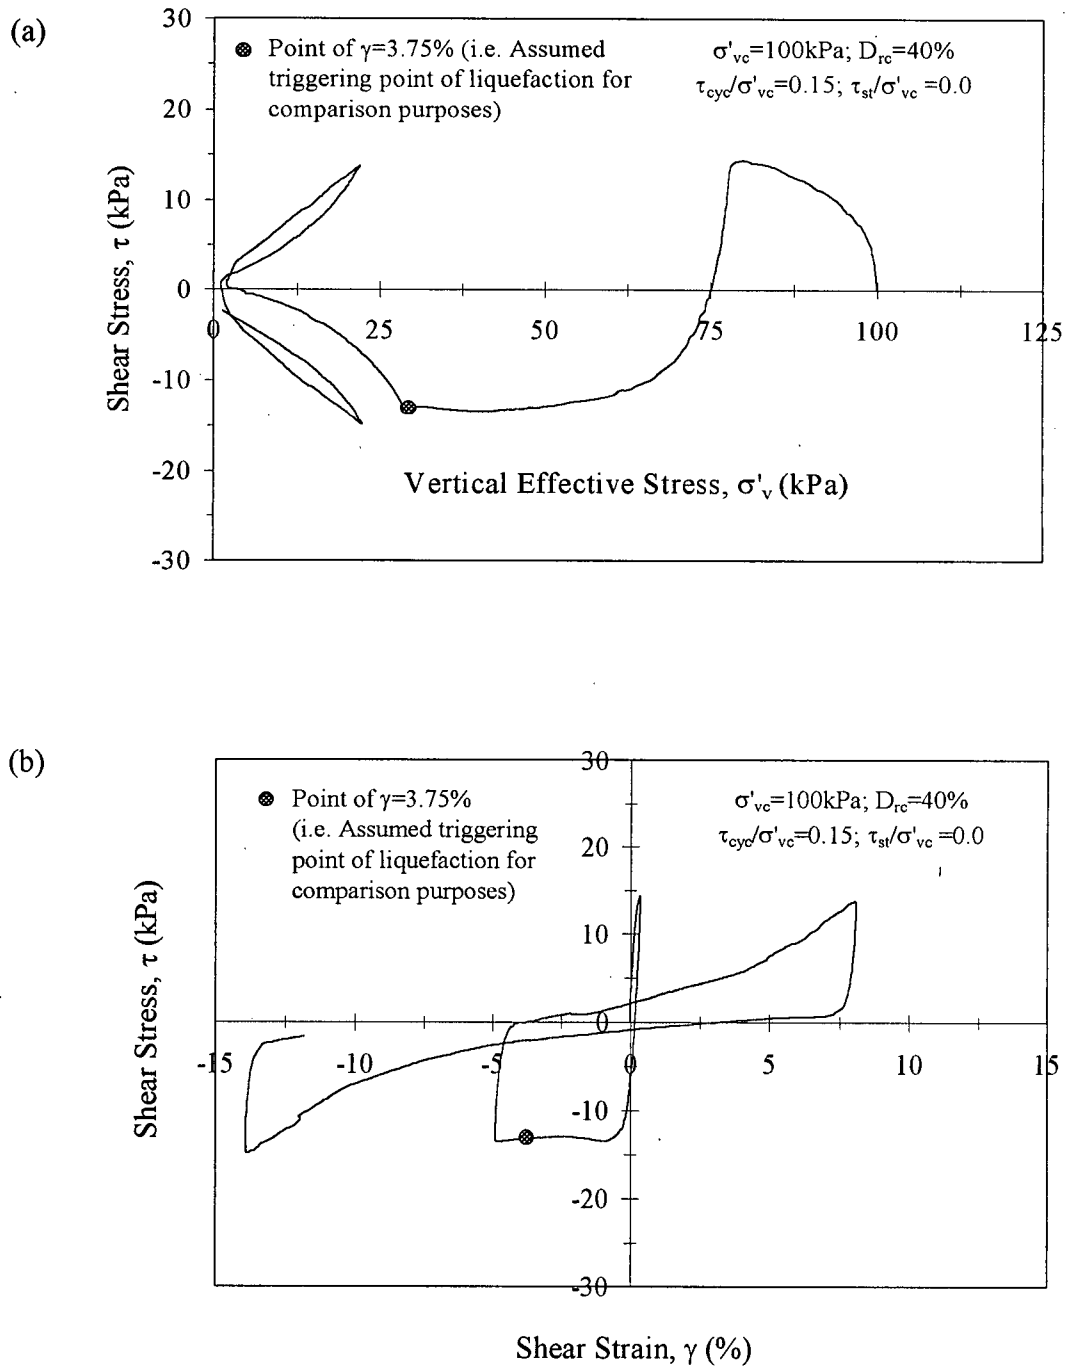 (a)
30
Point of γ=3.75% (i.e. Assumed
triggering point of liquefaction for
comparison purposes)
σ'vc=100kPa; Drc=40%
τcyc/σ'vc=0.15; τst/σ'vc =0.0
20
10
0
-10
-20
-30
Shear Stress, τ (kPa)
0 25 50 75 100 125
Vertical Effective Stress, σ'v (kPa)
(b)
30
Point of γ=3.75%
(i.e. Assumed triggering
point of liquefaction for
comparison purposes)
σ'vc=100kPa; Drc=40%
τcyc/σ'vc=0.15; τst/σ'vc =0.0
20
10
0
-10
-20
-30
Shear Stress, τ (kPa)
-15 -10 -5 0 5 10 15
Shear Strain, γ (%)